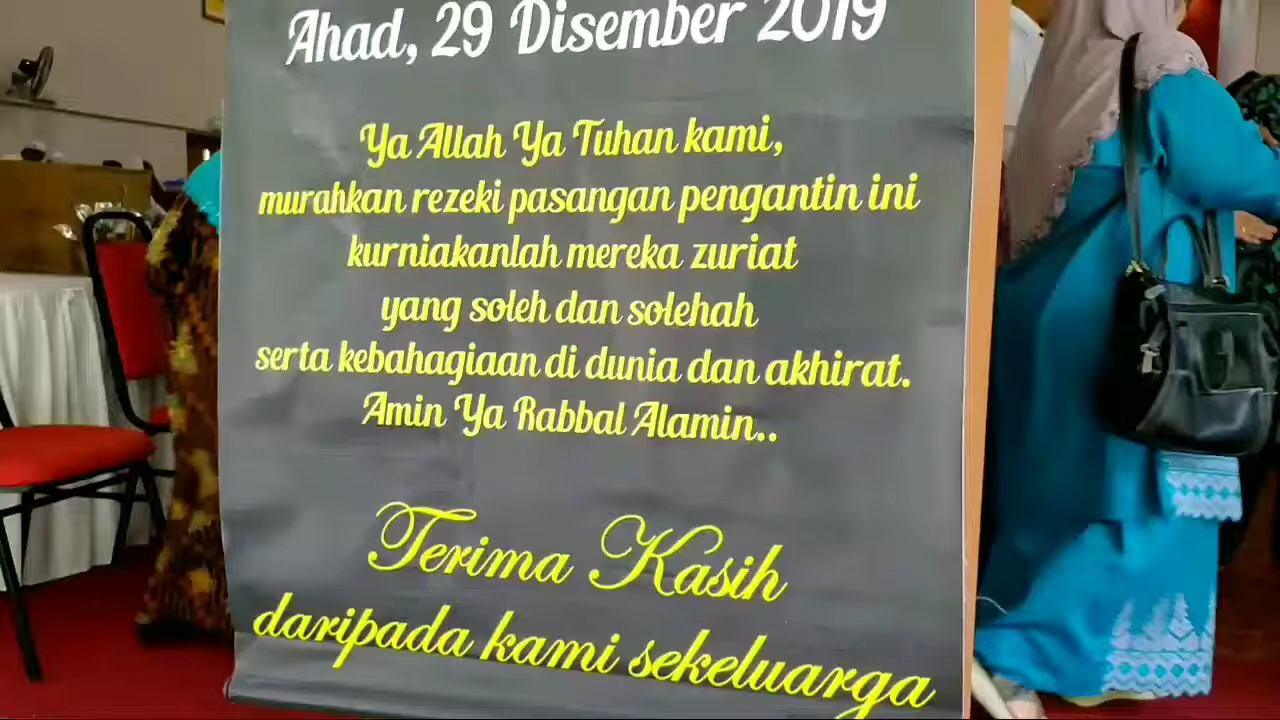 Ahad, 29 Disember 2019
Ya Allah Ya Tuhan kami,
murahkan rezeki pasangan pengantin ini
kurniakanlah mereka zuriat
yang soleh dan solehah
serta kebahagiaan di dunia dan akhirat.
Amin Ya Rabbal Alamin..
Terima Kasih
daripada kami sekeluarga